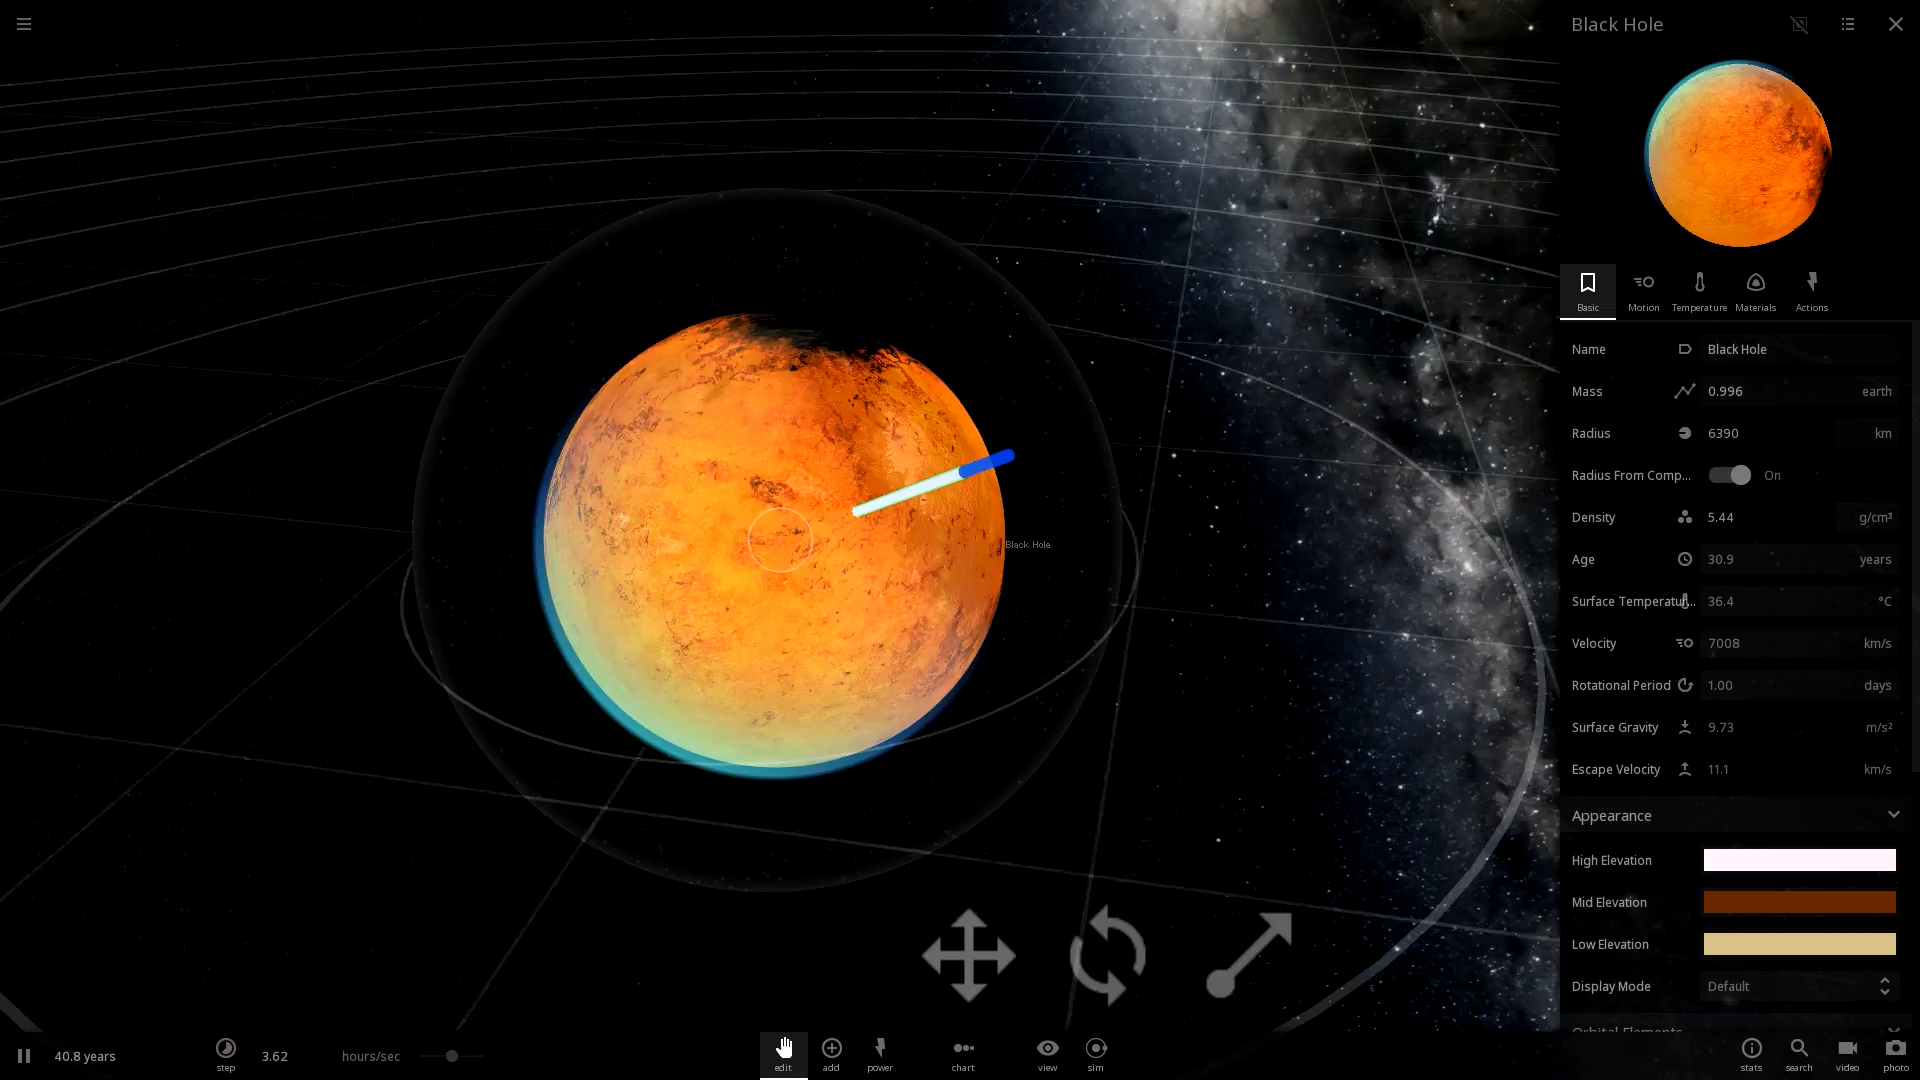 Black Hole
Basic
Motion
Temperature
Materials
Actions
Name
Black Hole
Mass
0.996
earth
Radius
6390
km
Radius From Comp...
On
Density
5.44
g/cm³
Age
30.9
years
Surface Temperatur...
36.4
°C
Velocity
7008
km/s
Rotational Period
1.00
days
Surface Gravity
9.73
m/s²
Escape Velocity
11.1
km/s
Appearance
High Elevation
Mid Elevation
Low Elevation
Display Mode
Default
Orbital Elements
Black Hole
40.8 years
step
3.62
hours/sec
edit
add
power
chart
view
sim
stats
search
video
photo